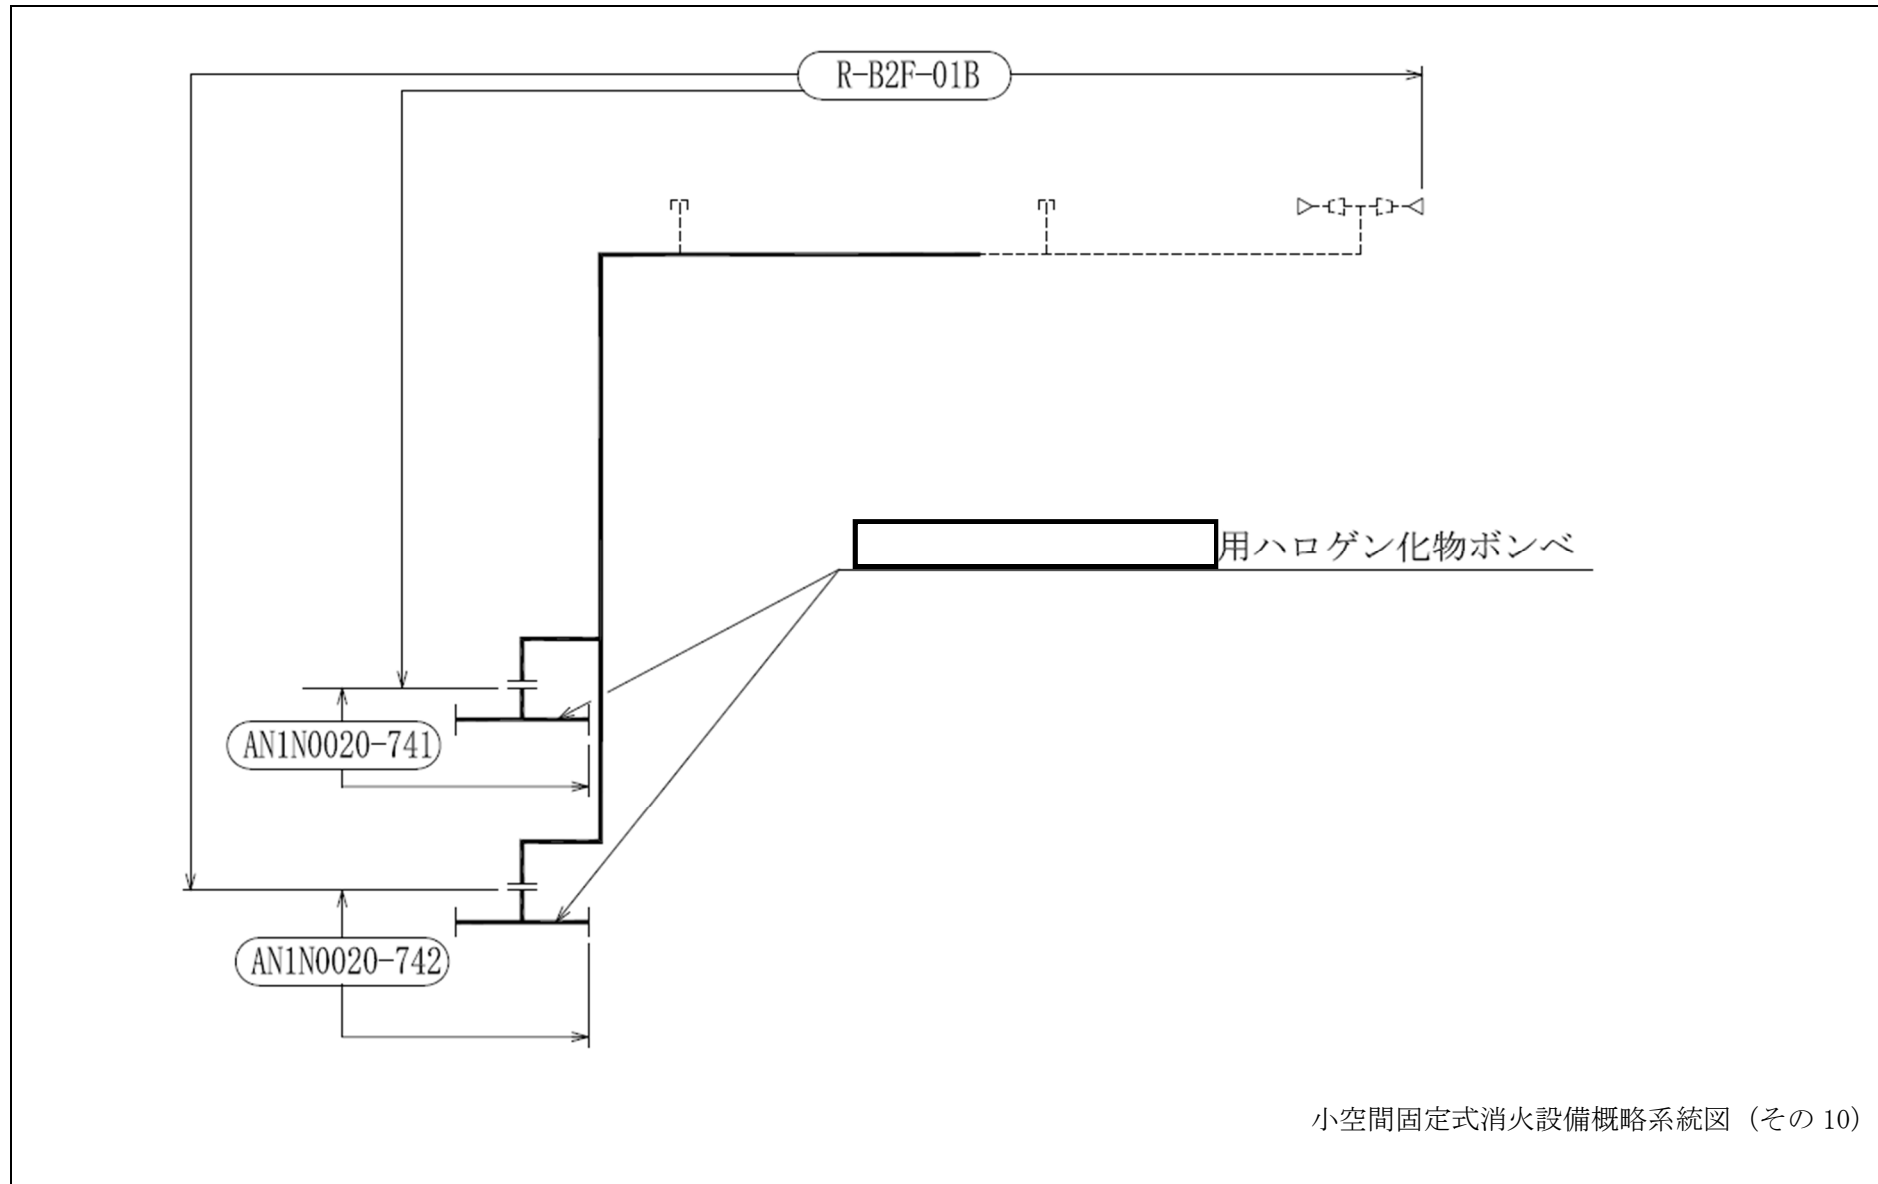 R-B2F-01B
用ハロゲン化物ボンベ
AN1N0020-741
AN1N0020-742
小空間固定式消火設備概略系統図（その 10）